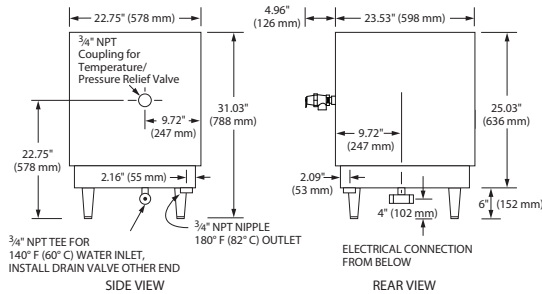 22.75" (578 mm)
4.96"
(126 mm)
23.53" (598 mm)
3/4" NPT
Coupling for
Temperature/
Pressure Relief Valve
9.72"
(247 mm)
31.03"
(788 mm)
22.75"
(578 mm)
2.16" (55 mm)
3/4" NPT TEE FOR
140° F (60° C) WATER INLET,
INSTALL DRAIN VALVE OTHER END
3/4" NPT NIPPLE
180° F (82° C) OUTLET
SIDE VIEW
9.72"
(247 mm)
25.03"
(636 mm)
2.09"
(53 mm)
4" (102 mm)
6" (152 mm)
ELECTRICAL CONNECTION
FROM BELOW
REAR VIEW